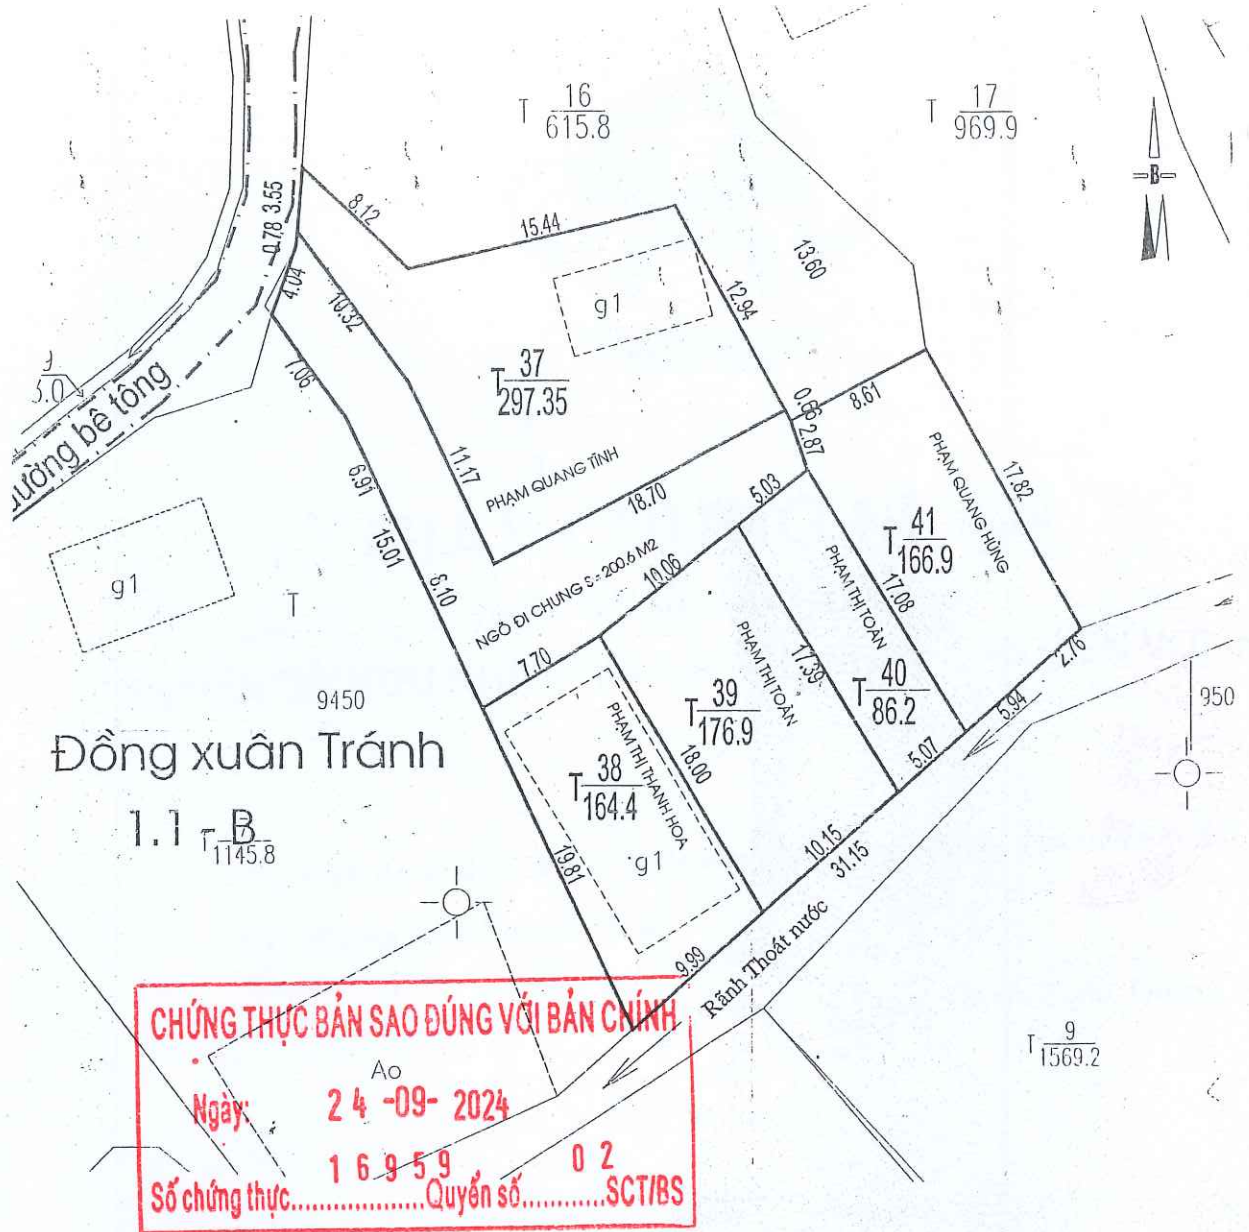 T 16
615.8
T 17
969.9
B
8.12
15.44
3.55
0.78
4.04
10.32
7.06
12.94
13.60
g1
T 37
297.35
5.0
đường bê tông
11.17
PHẠM QUANG TỈNH
18.70
0.66
2.87
8.61
5.03
PHẠM QUANG HÙNG
17.82
T 41
166.9
6.91
15.01
6.10
NGÕ ĐI CHUNG S=200.6 M2
10.06
7.70
PHẠM THỊ TOÀN
17.08
PHẠM THỊ TOÀN
17.39
T 40
86.2
T 39
176.9
g1
T
9450
Đồng xuân Tránh
1.1
B
T
1145.8
PHẠM THỊ THANH HOA
18.00
T 38
164.4
g1
19.81
2.76
5.94
5.07
10.15
31.15
9.99
950
Rãnh Thoát nước
T 9
1569.2
CHỨNG THỰC BẢN SAO ĐÚNG VỚI BẢN CHÍNH
Ao
Ngày: 24 -09- 2024
16959 02
Số chứng thực..................Quyển số............SCT/BS